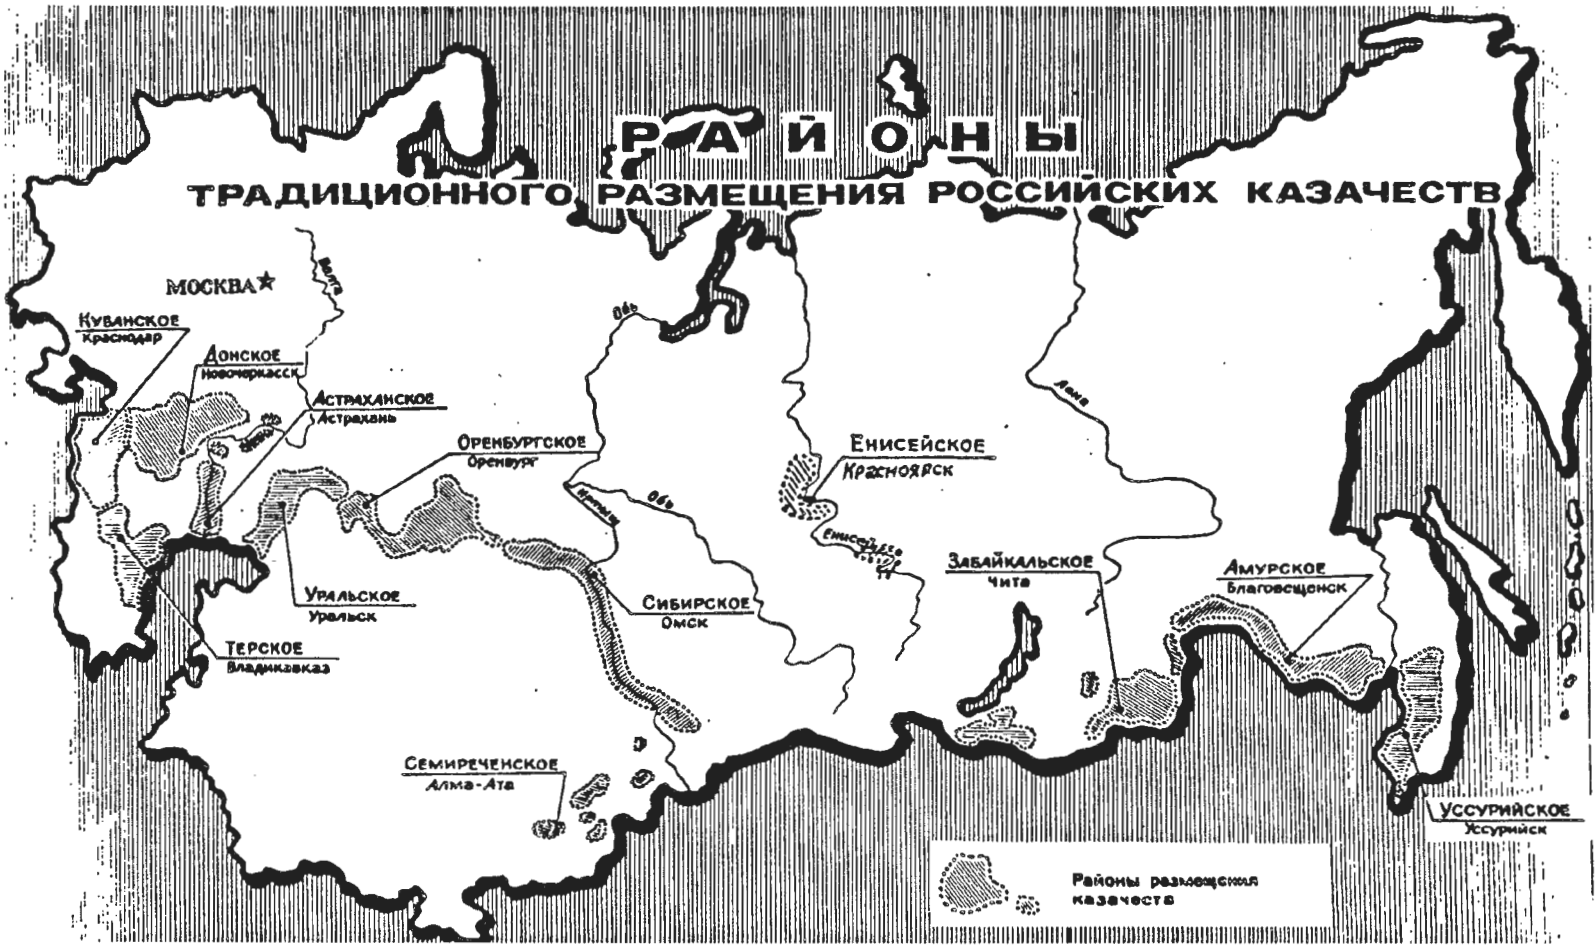 РАЙОНЫ
ТРАДИЦИОННОГО РАЗМЕЩЕНИЯ РОССИЙСКИХ КАЗАЧЕСТВ
МОСКВА
Волга
КУБАНСКОЕ
Краснодар
ДОНСКОЕ
Новочеркасск
АСТРАХАНСКОЕ
Астрахань
ОРЕНБУРГСКОЕ
Оренбург
Обь
Иртыш
Обь
ЕНИСЕЙСКОЕ
Красноярск
Енисей
Лена
ЗАБАЙКАЛЬСКОЕ
Чита
АМУРСКОЕ
Благовещенск
УРАЛЬСКОЕ
Уральск
СИБИРСКОЕ
Омск
ТЕРСКОЕ
Владикавказ
СЕМИРЕЧЕНСКОЕ
Алма-Ата
УССУРИЙСКОЕ
Уссурийск
Районы размещения
казачеств